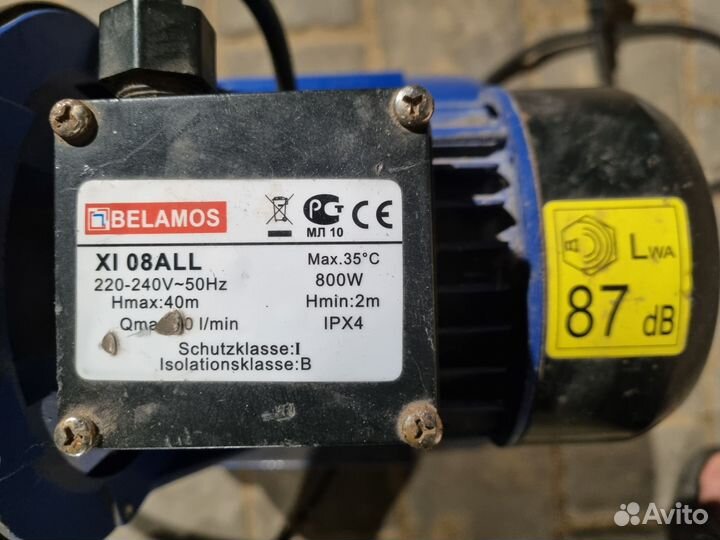 BELAMOS
РСТ
CE
МЛ 10
XI 08ALL
Max.35°C
220-240V~50Hz
800W
Hmax:40m
Hmin:2m
l/min
IPX4
Schutzklasse:I
Isolationsklasse:B
LWA
87 dB
Avito